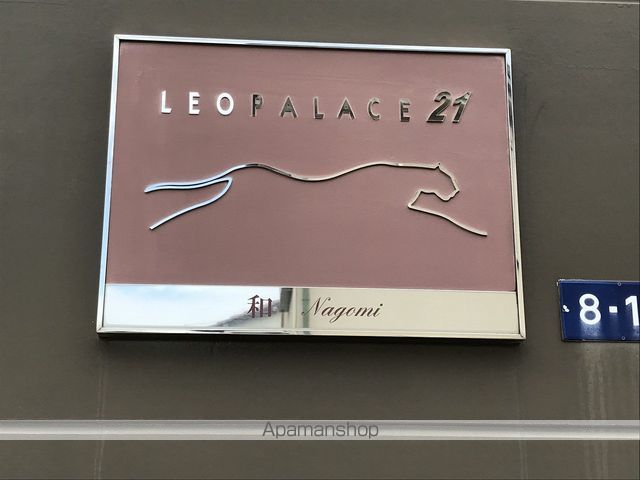 LEOPALACE 21
和 Nagomi
8-1
Apamanshop